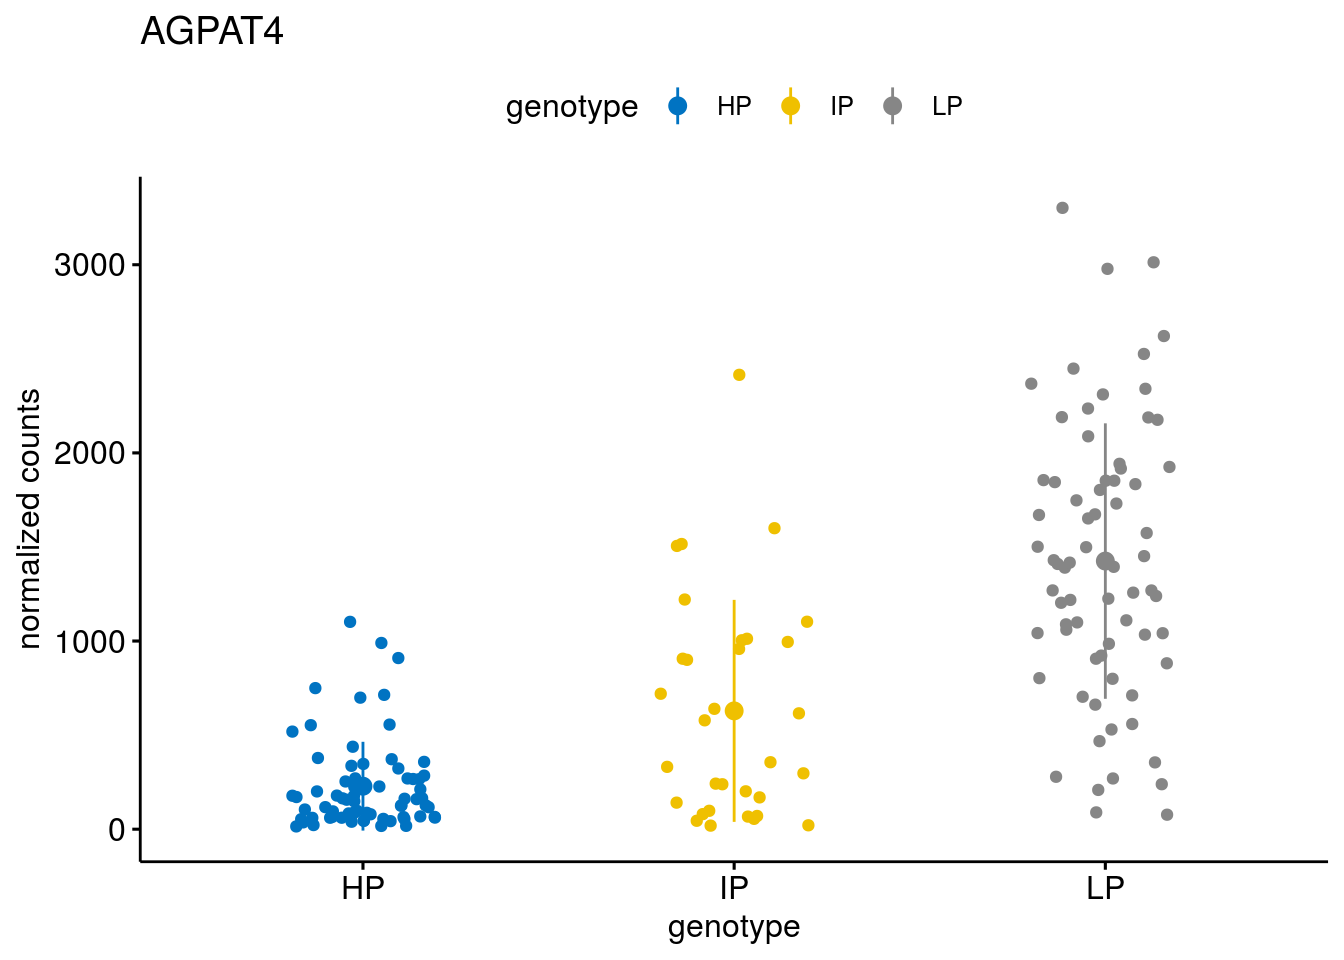 AGPAT4
genotype HP IP LP
normalized counts
3000
2000
1000
0
HP IP LP
genotype